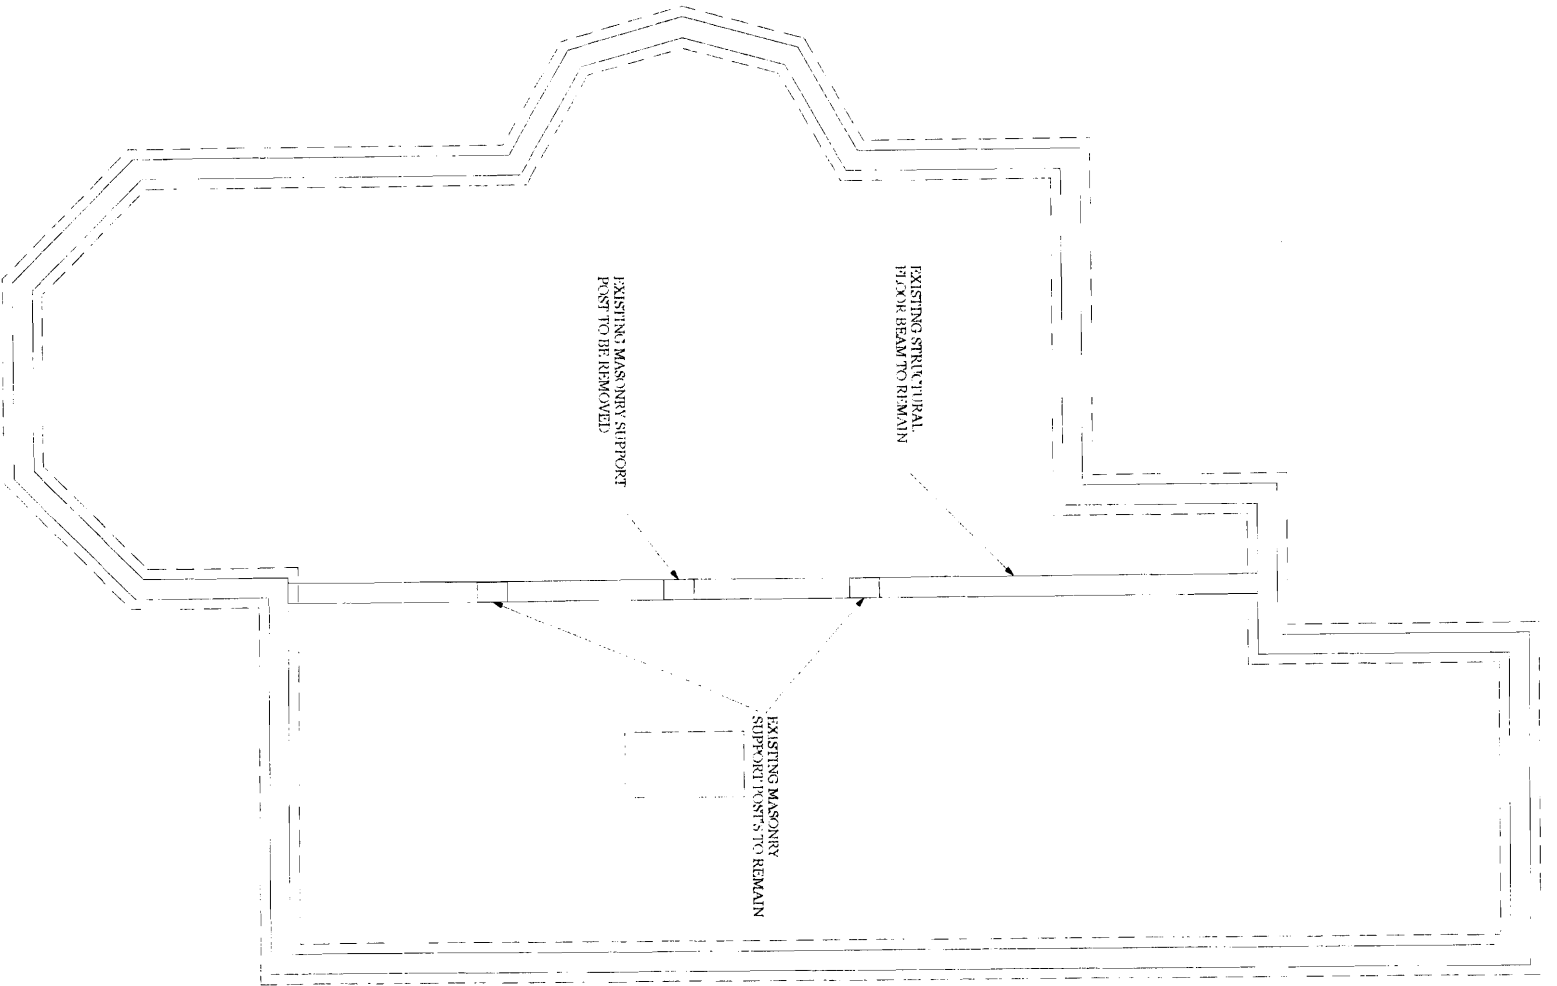 EXISTING STRUCTURAL
FLOOR BEAM TO REMAIN
EXISTING MASONRY SUPPORT
POST TO BE REMOVED
EXISTING MASONRY
SUPPORT POSTS TO REMAIN